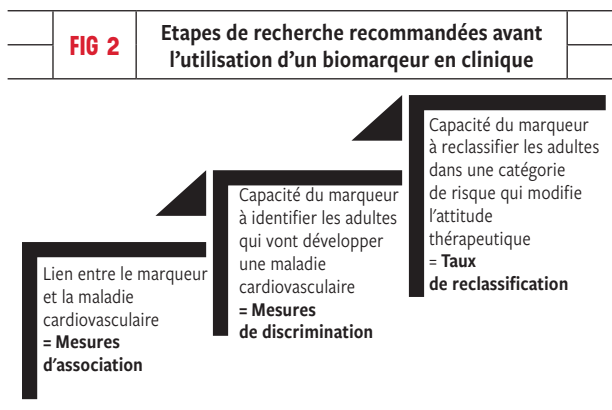 FIG 2
Etapes de recherche recommandées avant
l'utilisation d'un biomarqeur en clinique
Lien entre le marqueur
et la maladie
cardiovasculaire
= Mesures
d'association
Capacité du marqueur
à identifier les adultes
qui vont développer
une maladie
cardiovasculaire
= Mesures
de discrimination
Capacité du marqueur
à reclassifier les adultes
dans une catégorie
de risque qui modifie
l'attitude
thérapeutique
= Taux
de reclassification